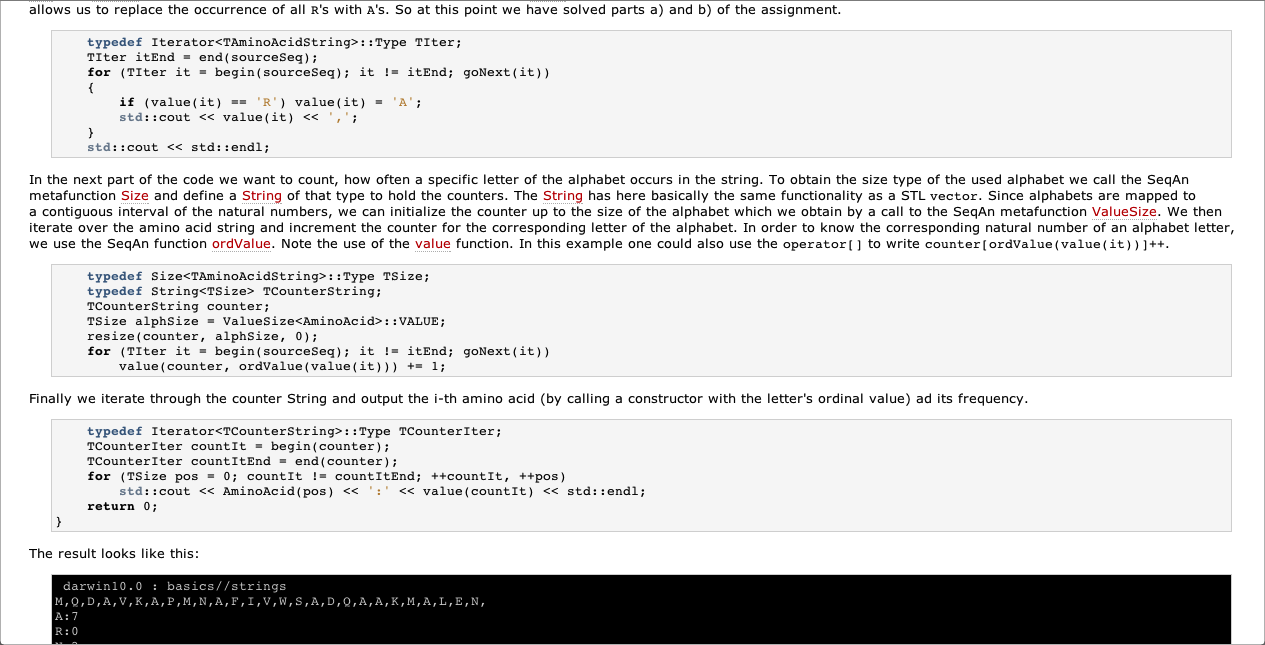 allows us to replace the occurrence of all R's with A's. So at this point we have solved parts a) and b) of the assignment.
typedef Iterator<TAminoAcidString>::Type TIter;
TIter itEnd = end(sourceSeq);
for (TIter it = begin(sourceSeq); it != itEnd; goNext(it))
{
if (value(it) == 'R') value(it) = 'A';
std::cout << value(it) << ',';
}
std::cout << std::endl;
In the next part of the code we want to count, how often a specific letter of the alphabet occurs in the string. To obtain the size type of the used alphabet we call the SeqAn
metafunction Size and define a String of that type to hold the counters. The String has here basically the same functionality as a STL vector. Since alphabets are mapped to
a contiguous interval of the natural numbers, we can initialize the counter up to the size of the alphabet which we obtain by a call to the SeqAn metafunction ValueSize. We then
iterate over the amino acid string and increment the counter for the corresponding letter of the alphabet. In order to know the corresponding natural number of an alphabet letter,
we use the SeqAn function ordValue. Note the use of the value function. In this example one could also use the operator[] to write counter[ordValue(value(it))]++.
typedef Size<TAminoAcidString>::Type TSize;
typedef String<TSize> TCounterString;
TCounterString counter;
TSize alphSize = ValueSize<AminoAcid>::VALUE;
resize(counter, alphSize, 0);
for (TIter it = begin(sourceSeq); it != itEnd; goNext(it))
value(counter, ordValue(value(it))) += 1;
Finally we iterate through the counter String and output the i-th amino acid (by calling a constructor with the letter's ordinal value) ad its frequency.
typedef Iterator<TCounterString>::Type TCounterIter;
TCounterIter countIt = begin(counter);
TCounterIter countItEnd = end(counter);
for (TSize pos = 0; countIt != countItEnd; ++countIt, ++pos)
std::cout << AminoAcid(pos) << ':' << value(countIt) << std::endl;
return 0;
}
The result looks like this:
darwin10.0 : basics//strings
M,Q,D,A,V,K,A,P,M,N,A,F,I,V,W,S,A,D,Q,A,A,K,M,A,L,E,N,
A:7
R:0